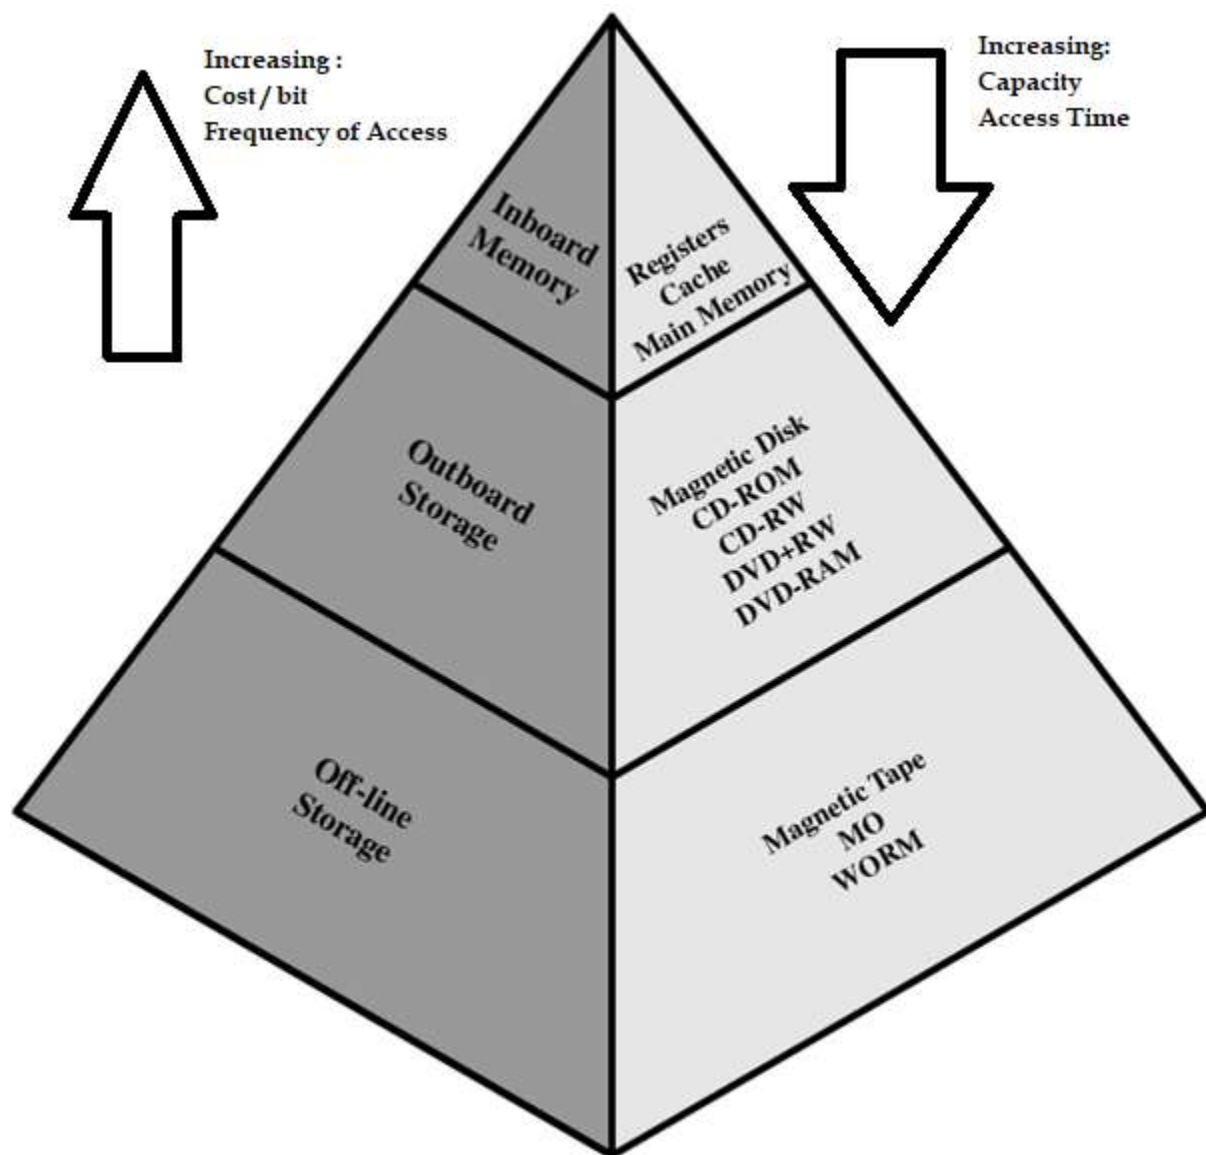 Increasing :
Cost / bit
Frequency of Access
Increasing:
Capacity
Access Time
Inboard
Memory
Registers
Cache
Main Memory
Outboard
Storage
Magnetic Disk
CD-ROM
CD-RW
DVD+RW
DVD-RAM
Off-line
Storage
Magnetic Tape
MO
WORM